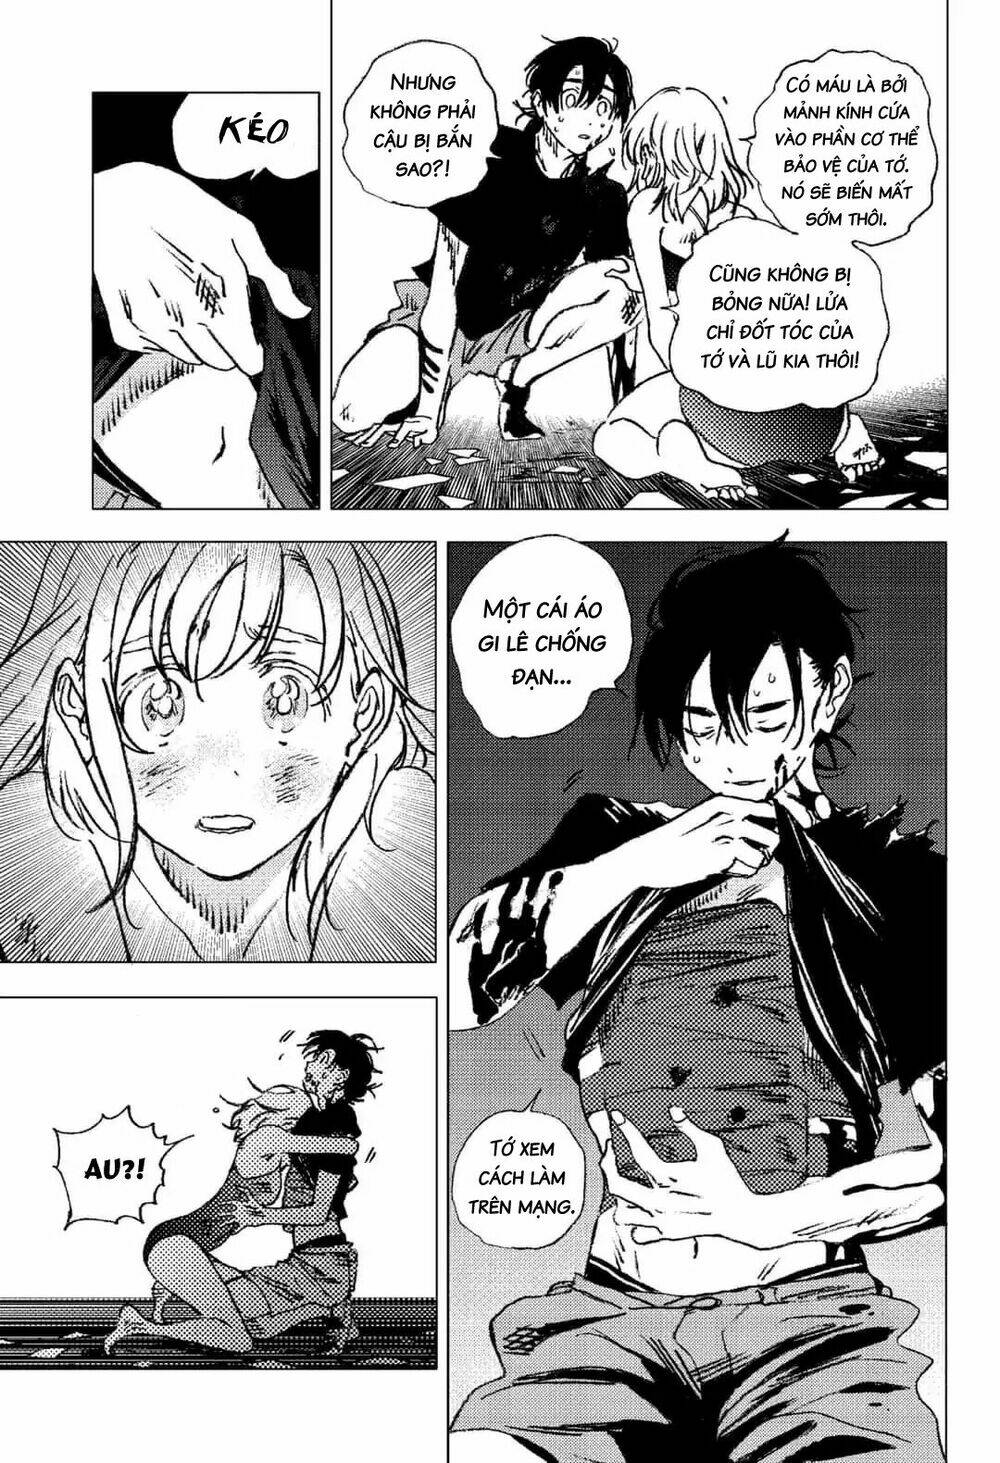 CÓ MÁU LÀ BỞI
MẢNH KÍNH CỨA
VÀO PHẦN CƠ THỂ
BẢO VỆ CỦA TỚ.
NÓ SẼ BIẾN MẤT
SỚM THÔI.
CŨNG KHÔNG BỊ
BỎNG NỮA! LỬA
CHỈ ĐỐT TÓC CỦA
TỚ VÀ LŨ KIA THÔI!
NHƯNG
KHÔNG PHẢI
CẬU BỊ BẮN
SAO?!
KÉO
MỘT CÁI ÁO
GI LÊ CHỐNG
ĐẠN...
TỚ XEM
CÁCH LÀM
TRÊN MẠNG.
AU?!